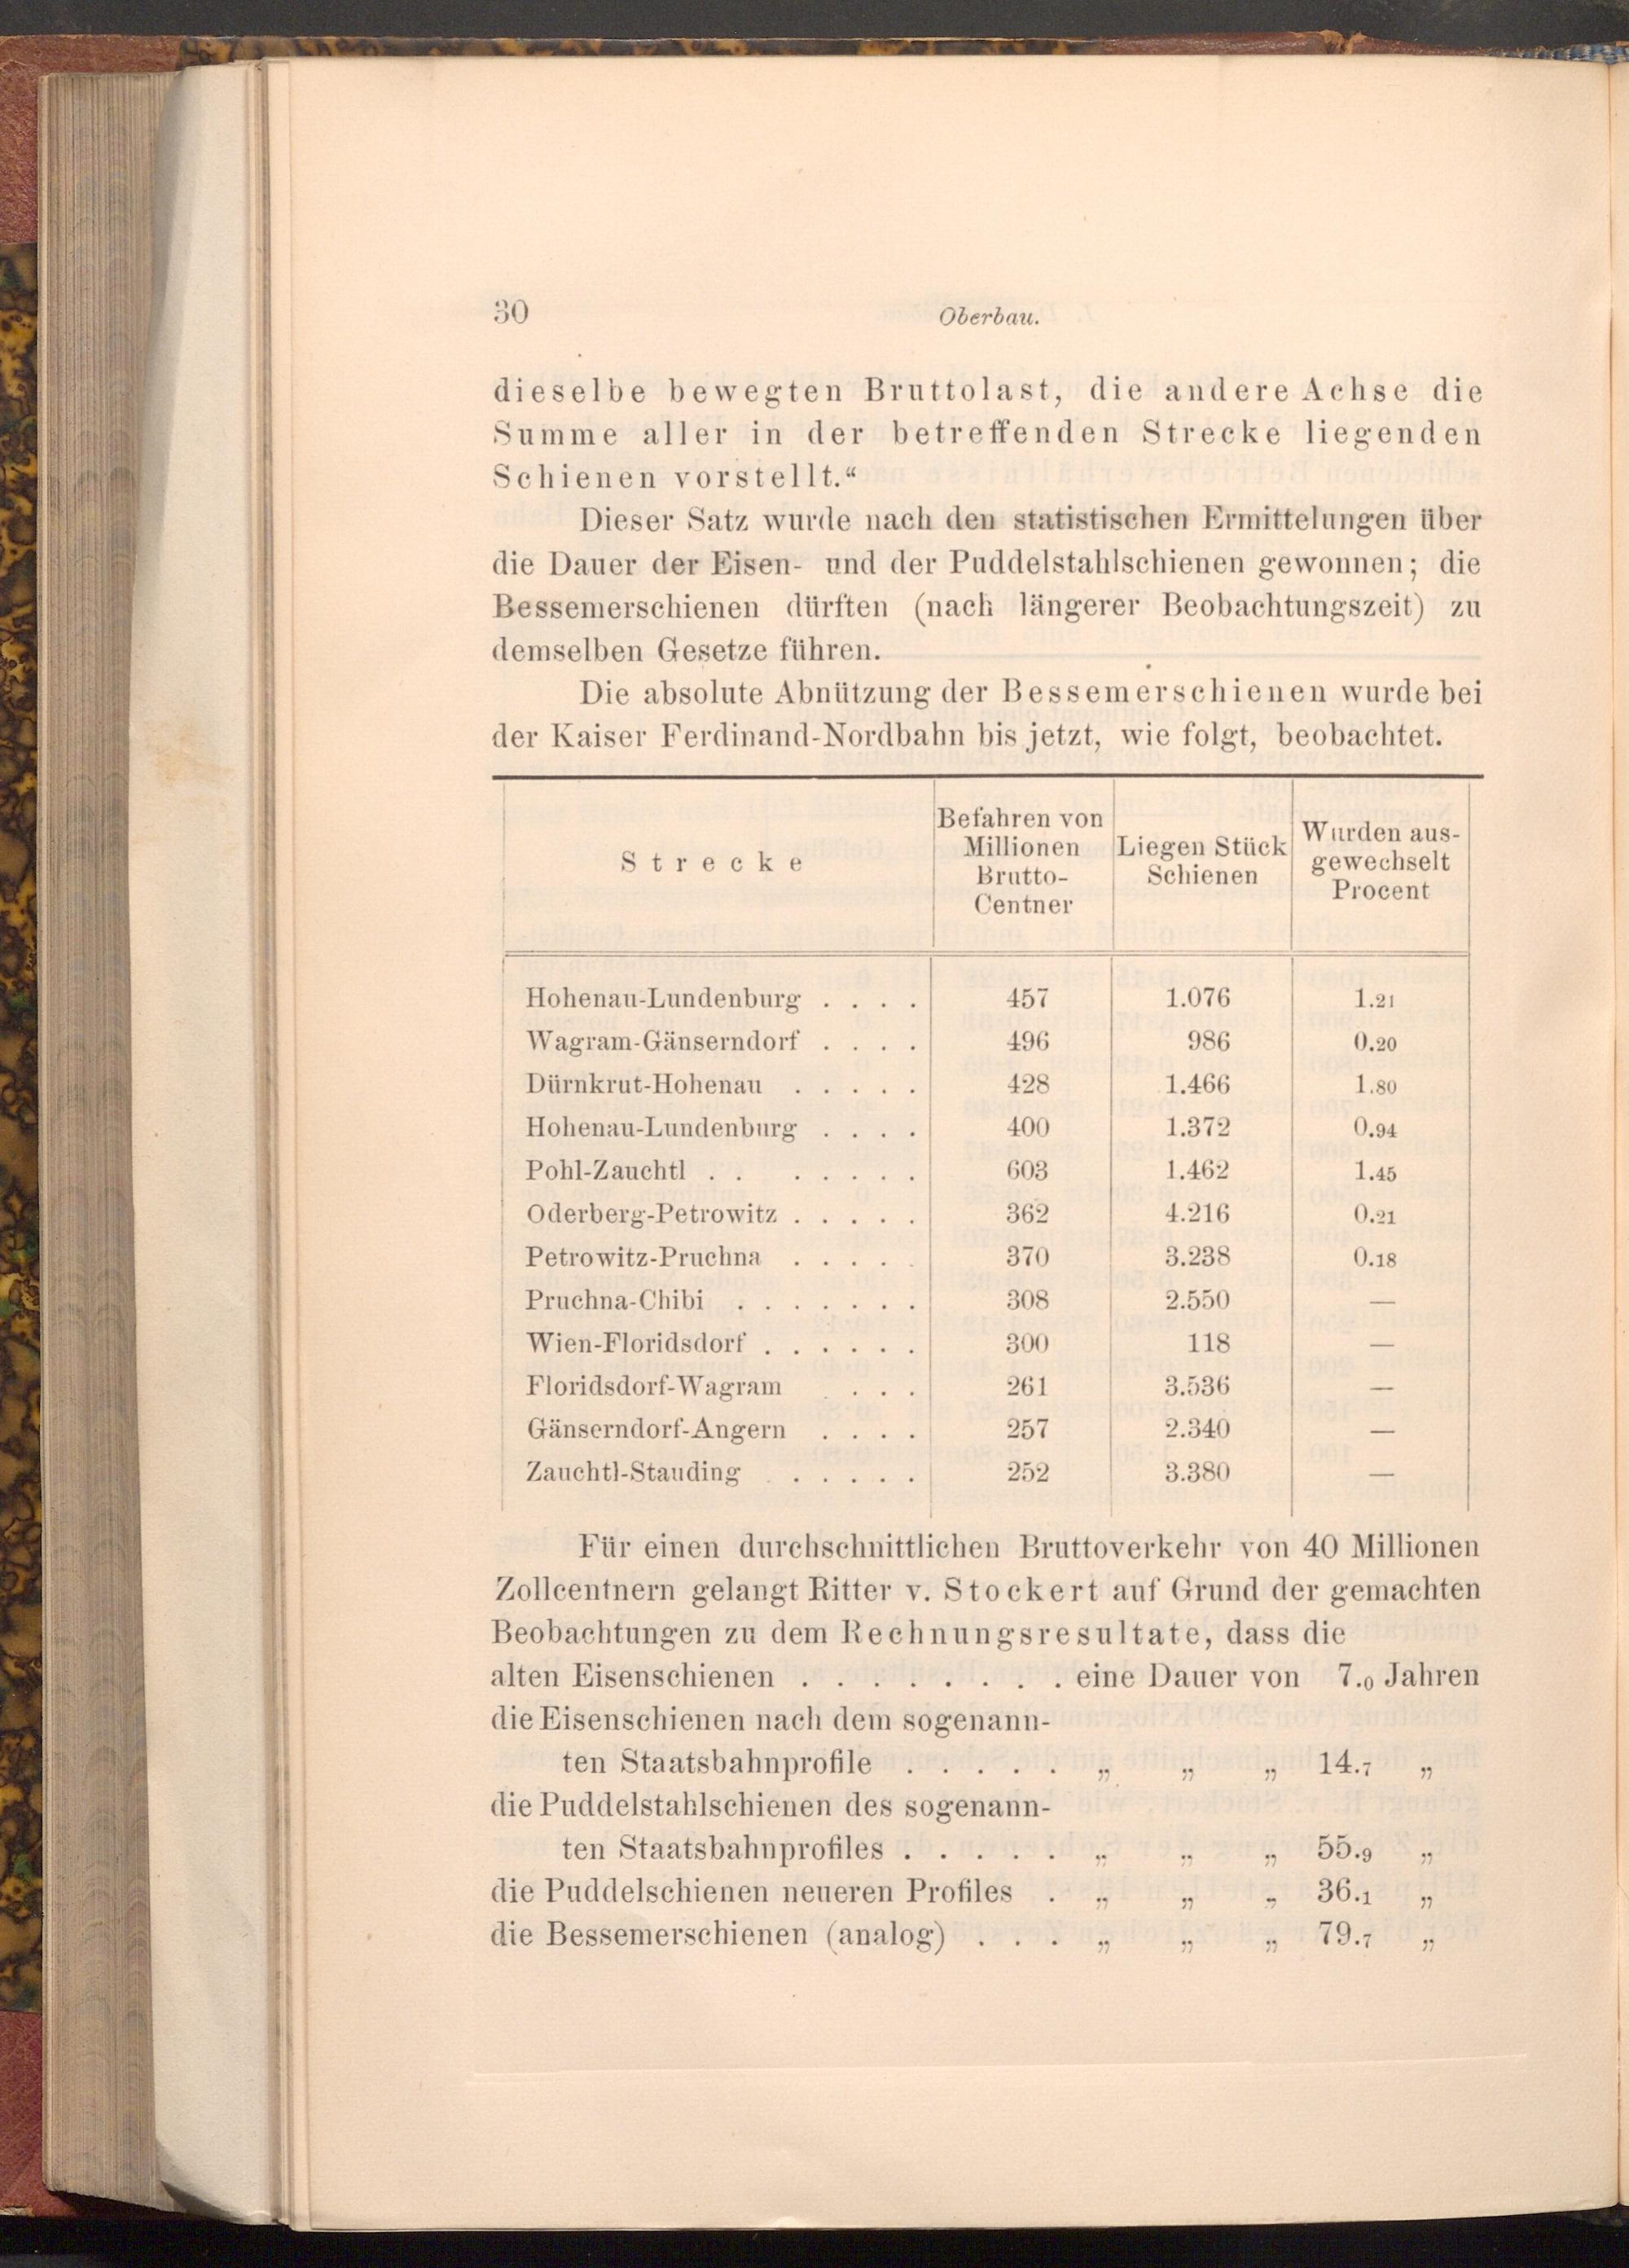 30
Oberbau.
dieselbe bewegten Bruttolast, die andere Achse die
Summe aller in der betreffenden Strecke liegenden
Schienen vorstellt.“
Dieser Satz wurde nach den statistischen Ermittelungen über
die Dauer der Eisen- und der Puddelstahlschienen gewonnen; die
Bessemerschienen dürften (nach längerer Beobachtungszeit) zu
demselben Gesetze führen.
Die absolute Abnützung der Bessemerschienen wurde bei
der Kaiser Ferdinand-Nordbahn bis jetzt, wie folgt, beobachtet.
Strecke | Befahren von Millionen Brutto-Centner | Liegen Stück Schienen | Wurden aus-gewechselt Procent
Hohenau-Lundenburg . . . . 457 1.076 1.21
Wagram-Gänserndorf . . . . 496 986 0.20
Dürnkrut-Hohenau . . . . . 428 1.466 1.80
Hohenau-Lundenburg . . . . 400 1.372 0.94
Pohl-Zauchtl . . . . . . . 603 1.462 1.45
Oderberg-Petrowitz . . . . . 362 4.216 0.21
Petrowitz-Pruchna . . . . . 370 3.238 0.18
Pruchna-Chibi . . . . . . . 308 2.550 —
Wien-Floridsdorf . . . . . . 300 118 —
Floridsdorf-Wagram . . . . 261 3.536 —
Gänserndorf-Angern . . . . 257 2.340 —
Zauchtl-Stauding . . . . . . 252 3.380 —
Für einen durchschnittlichen Bruttoverkehr von 40 Millionen
Zollcentnern gelangt Ritter v. Stockert auf Grund der gemachten
Beobachtungen zu dem Rechnungsresultate, dass die
alten Eisenschienen . . . . . . . . eine Dauer von 7.0 Jahren
die Eisenschienen nach dem sogenann-
ten Staatsbahnprofile . . . . . „ „ „ 14.7 „
die Puddelstahlschienen des sogenann-
ten Staatsbahnprofiles . . . . . „ „ „ 55.9 „
die Puddelschienen neueren Profiles . „ „ „ 36.1 „
die Bessemerschienen (analog) . . . „ „ „ 79.7 „